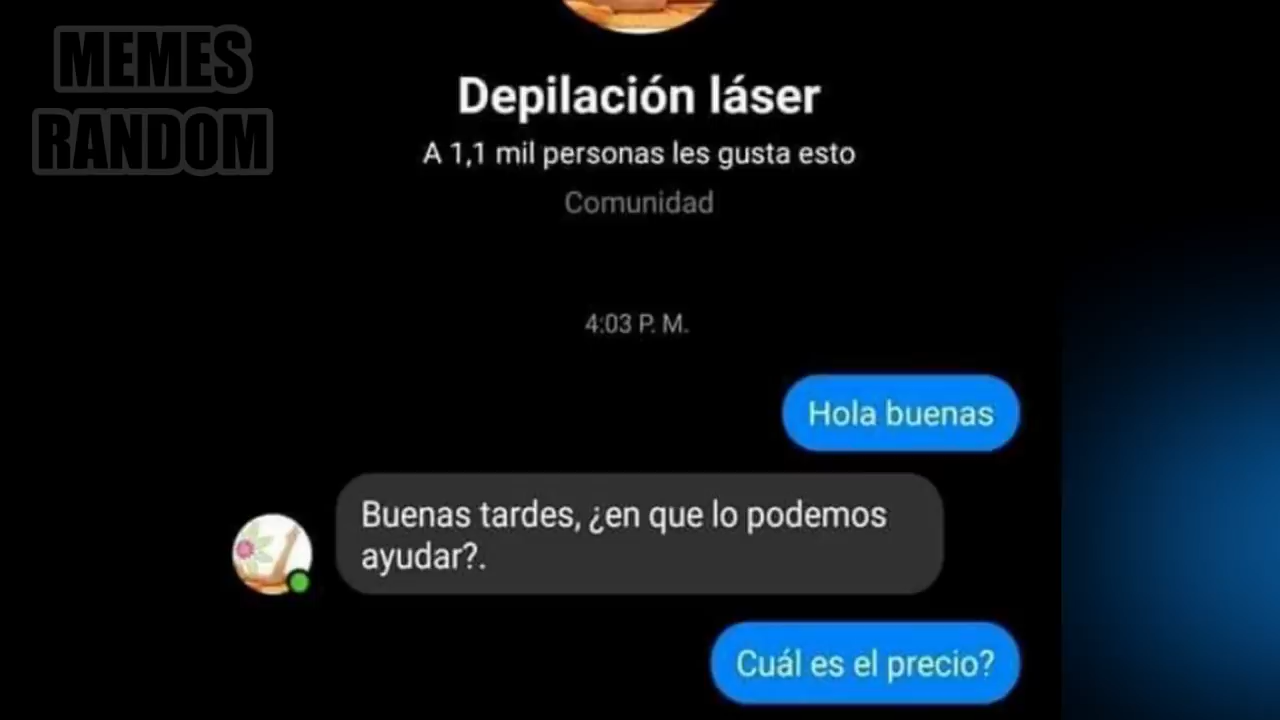 MEMES
RANDOM
Depilación láser
A 1,1 mil personas les gusta esto
Comunidad
4:03 P. M.
Hola buenas
Buenas tardes, ¿en que lo podemos
ayudar?.
Cuál es el precio?